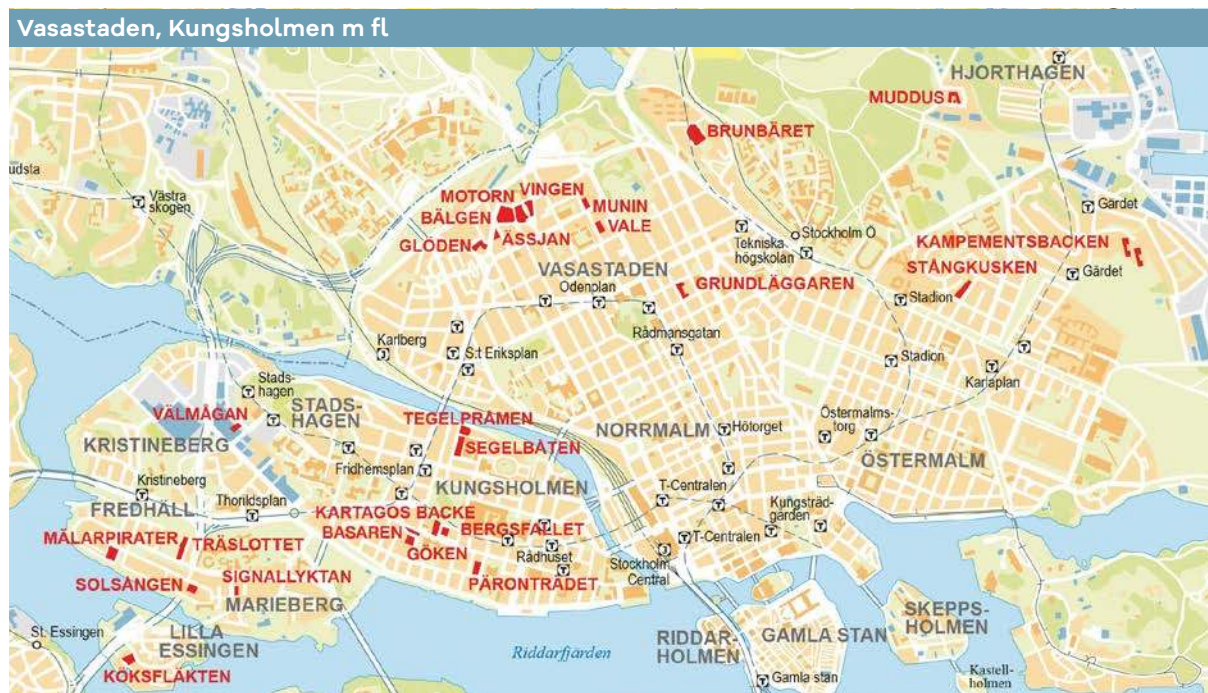 Vasastaden, Kungsholmen m fl
HJORTHAGEN
MUDDUS
BRUNBÄRET
udsta
Västra
skogen
MOTORN
VINGEN
MUNIN
BÄLGEN
VALE
GLÖDEN
ÄSSJAN
Gärdet
Stockholm Ö
Tekniska
högskolan
KAMPEMENTSBACKEN
STÅNGKUSKEN
Gärdet
VASASTADEN
Odenplan
GRUNDLÄGGAREN
Stadion
Rådmansgatan
Karlberg
S:t Eriksplan
Stadion
Karlaplan
Stads-
hagen
STADS-
HAGEN
VÄLMÅGAN
KRISTINEBERG
TEGELPRÅMEN
SEGELBÅTEN
NORRMALM
Hötorget
Östermalms-
torg
ÖSTERMALM
Fridhemsplan
KUNGSHOLMEN
Kristineberg
FREDHÄLL
Thorildsplan
T-Centralen
Kungsträd-
gården
KARTAGOS BACKE
BASAREN
BERGSFALLET
GÖKEN
Rådhuset
T-Centralen
Stockholm
Central
MÄLARPIRATER
TRÄSLOTTET
SOLSÅNGEN
SIGNALLYKTAN
MARIEBERG
PÄRONTRÄDET
St. Essingen
LILLA
ESSINGEN
KÖKSFLÄKTEN
Riddarfjärden
RIDDAR-
HOLMEN
GAMLA STAN
Gamla stan
SKEPPS-
HOLMEN
Kastell-
holmen